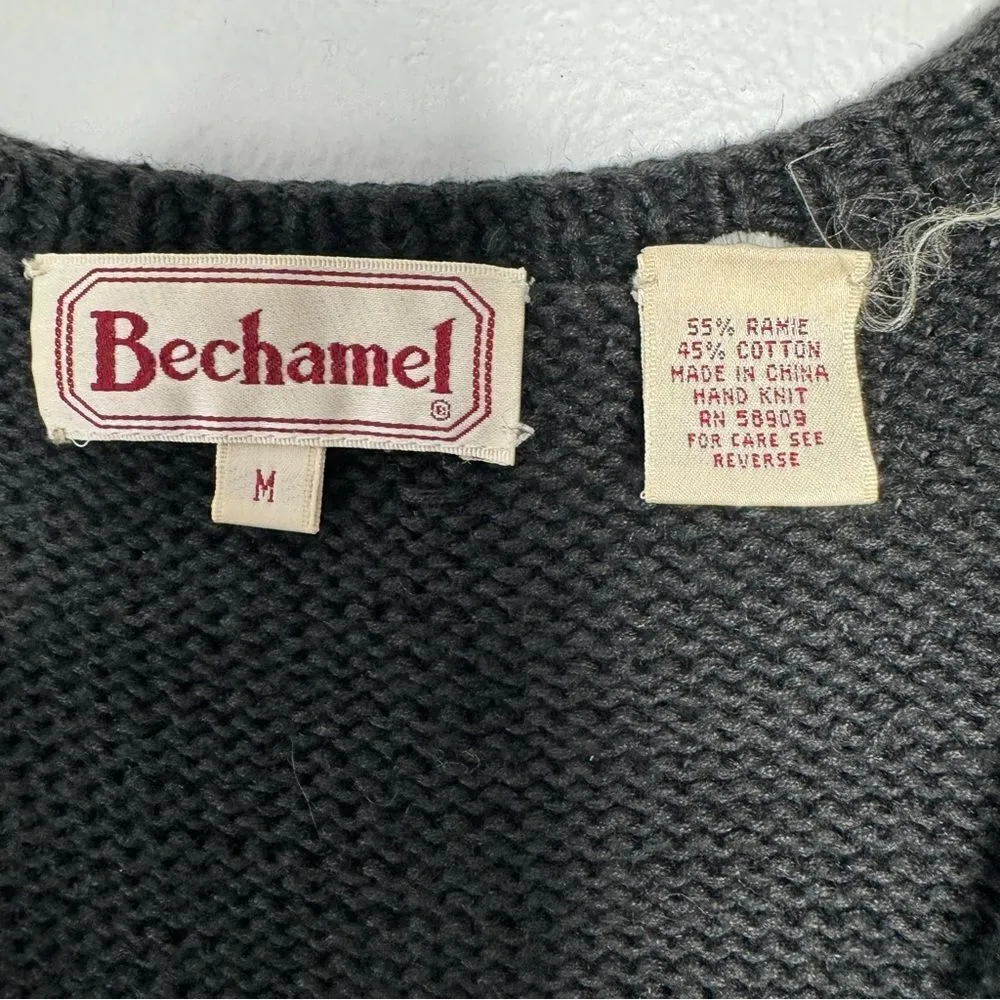 Bechamel ®
M
55% RAMIE
45% COTTON
MADE IN CHINA
HAND KNIT
RN 58909
FOR CARE SEE
REVERSE